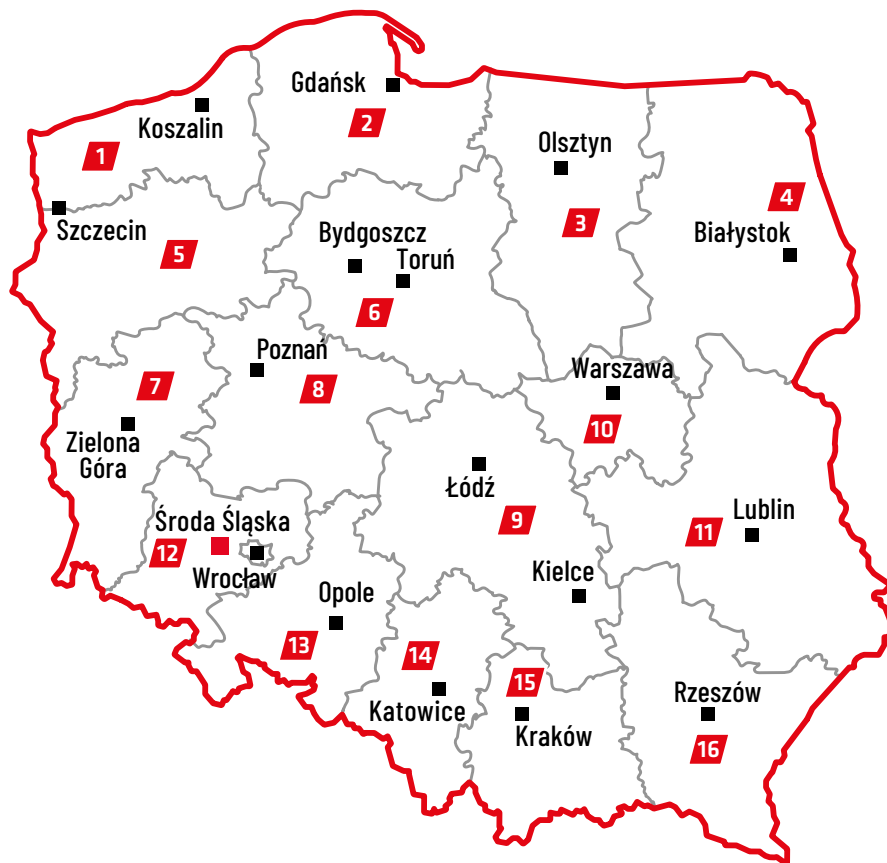 Gdańsk
2
Koszalin
1
Olsztyn
3
4
Białystok
Szczecin
5
Bydgoszcz
Toruń
6
Poznań
8
Warszawa
10
7
Zielona
Góra
Łódź
9
Lublin
11
Środa Śląska
12
Wrocław
Kielce
Opole
13
14
Katowice
15
Kraków
Rzeszów
16